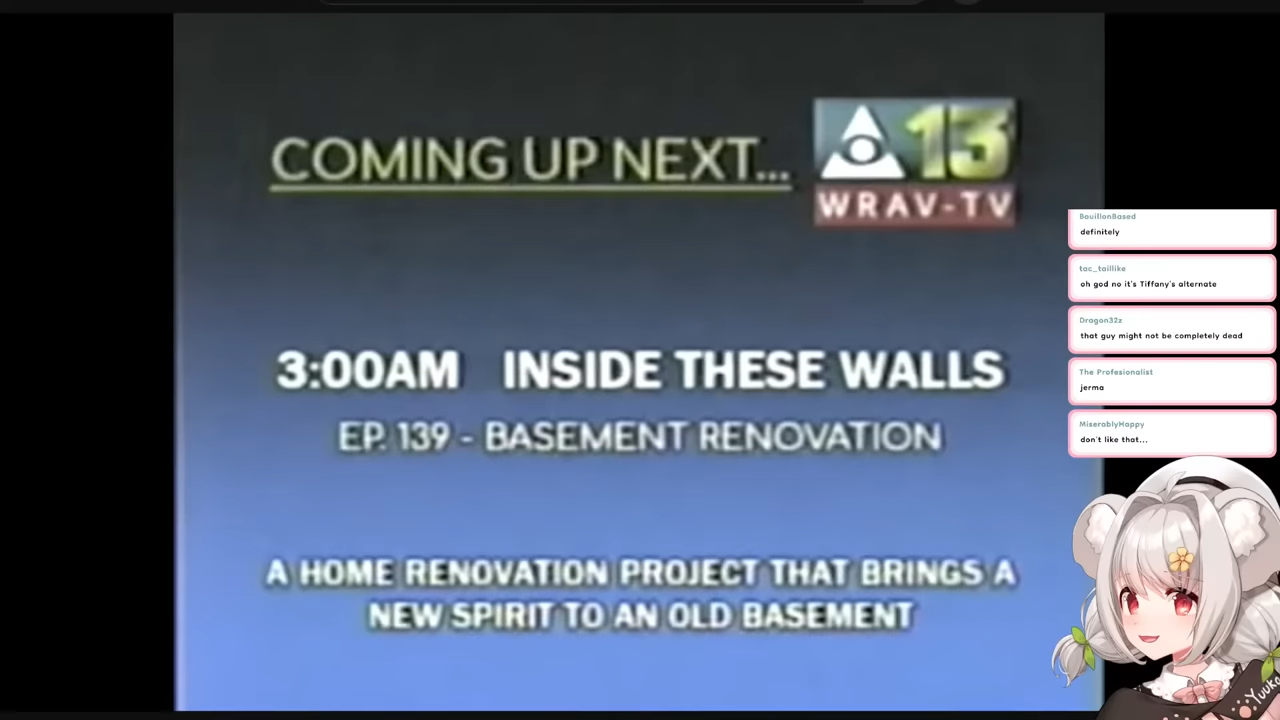 COMING UP NEXT...
13
WRAV-TV
3:00AM INSIDE THESE WALLS
EP. 139 - BASEMENT RENOVATION
A HOME RENOVATION PROJECT THAT BRINGS A
NEW SPIRIT TO AN OLD BASEMENT
BouillonBased
definitely
tac_taillike
oh god no it's Tiffany's alternate
Dragon32z
that guy might not be completely dead
The Profesionalist
jerma
MiserablyHappy
don't like that...
Yuuko